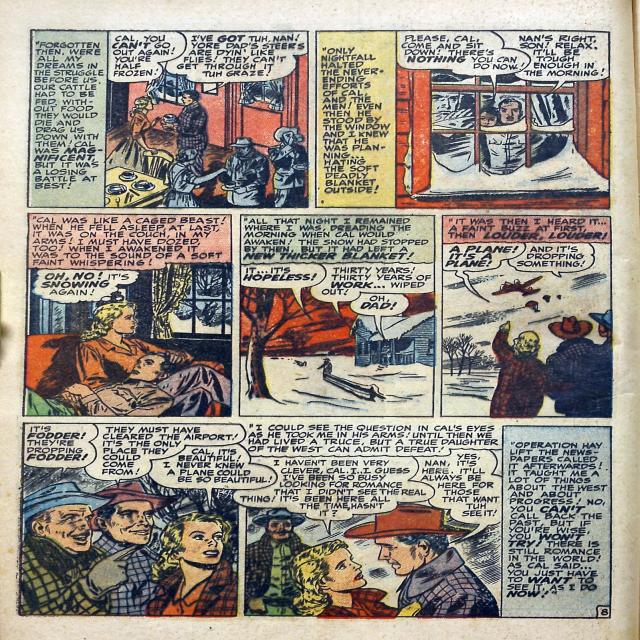 "FORGOTTEN
THEN, WERE
ALL MY
DREAMS IN
THE STRUGGLE
BEFORE US.
OUR CATTLE
HAD TO BE
FED. WITH-
OUT FOOD
THEY WOULD
DIE AND
DRAG US
DOWN WITH
THEM! CAL
WAS MAG-
NIFICENT.
BUT IT WAS
A LOSING
BATTLE AT
BEST!
CAL, YOU
CAN'T GO
OUT AGAIN!
YOU'RE
HALF
FROZEN!
I'VE GOT TUH, NAN!
YORE DAD'S STEERS
ARE DYIN' LIKE
FLIES! THEY CAN'T
GET THROUGH
TUH GRAZE!
"ONLY
NIGHTFALL
HALTED
THE NEVER-
ENDING
EFFORTS
OF CAL
AND THE
MEN! EVEN
THEN HE
STOOD BY
THE WINDOW
AND I KNEW
THAT HE
WAS PLAN-
NING...
HATING
THE SOFT
DEADLY
BLANKET
OUTSIDE!
PLEASE, CAL,
COME AND SIT
DOWN! THERE'S
NOTHING YOU CAN
DO NOW!
NAN'S RIGHT,
SON! RELAX.
IT'LL BE
TOUGH
ENOUGH IN
THE MORNING!
"CAL WAS LIKE A CAGED BEAST!
WHEN HE FELL ASLEEP, AT LAST,
IT WAS ON THE COUCH IN MY
ARMS! I MUST HAVE DOZED
TOO! WHEN I AWAKENED IT
WAS TO THE SOUND OF A SOFT
FAINT WHISPERING!
OH, NO! IT'S
SNOWING
AGAIN!
"ALL THAT NIGHT I REMAINED
WHERE I WAS, DREADING THE
MORNING WHEN CAL WOULD
AWAKEN! THE SNOW HAD STOPPED
BY THEN, BUT IT HAD LEFT A
NEW THICKER BLANKET!
IT... IT'S
HOPELESS!
THIRTY YEARS!
THIRTY YEARS OF
WORK... WIPED
OUT!
OH,
DAD!
"IT WAS THEN I HEARD IT...
A FAINT BUZZ AT FIRST,
THEN LOUDER, LOUDER!
A PLANE!
IT'S A
PLANE!
AND IT'S
DROPPING
SOMETHING!
IT'S
FODDER!
THEY'RE
DROPPING
FODDER!
THEY MUST HAVE
CLEARED THE AIRPORT!
IT'S THE ONLY
PLACE THEY
COULD
COME
FROM!
CAL, IT'S
BEAUTIFUL!
I NEVER KNEW
A PLANE COULD
BE SO BEAUTIFUL!
"I COULD SEE THE QUESTION IN CAL'S EYES
AS HE TOOK ME IN HIS ARMS! UNTIL THEN WE
HAD LIVED A TRUCE, BUT A TRUE DAUGHTER
OF THE WEST CAN ADMIT DEFEAT!
I HAVEN'T BEEN VERY
CLEVER, CAL. I... I GUESS
I'VE BEEN SO BUSY
LOOKING FOR ROMANCE
THAT I DIDN'T SEE THE REAL
THING! IT'S BEEN HERE ALL
THE TIME, HASN'T
IT?
YES,
NAN, IT'S
HERE. IT'LL
ALWAYS BE
HERE FOR
THOSE
THAT WANT
TUH
SEE IT!
"OPERATION HAY
LIFT THE NEWS-
PAPERS CALLED
IT AFTERWARDS!
IT TAUGHT ME A
LOT OF THINGS
ABOUT THE WEST
AND ABOUT
PROGRESS! NO,
YOU CAN'T
CALL BACK THE
PAST, BUT IF
YOU'RE WISE,
YOU WON'T
TRY! THERE IS
STILL ROMANCE
IN THE WORLD!
AS CAL SAID...
YOU JUST HAVE
TO WANT TO
SEE IT, AS I DO
NOW!"
8